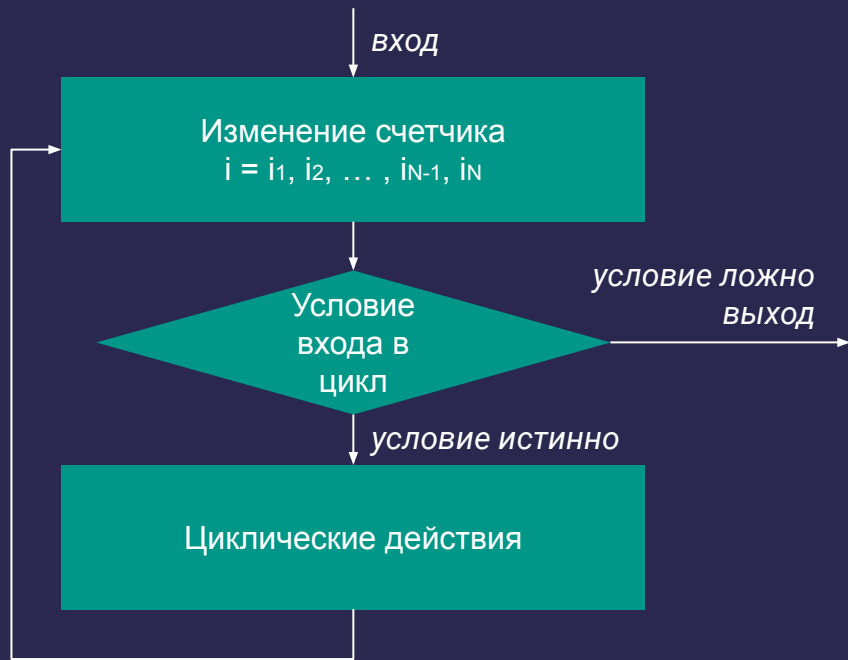 вход
Изменение счетчика
i = i1, i2, … , iN-1, iN
условие ложно
выход
Условие
входа в
цикл
условие истинно
Циклические действия